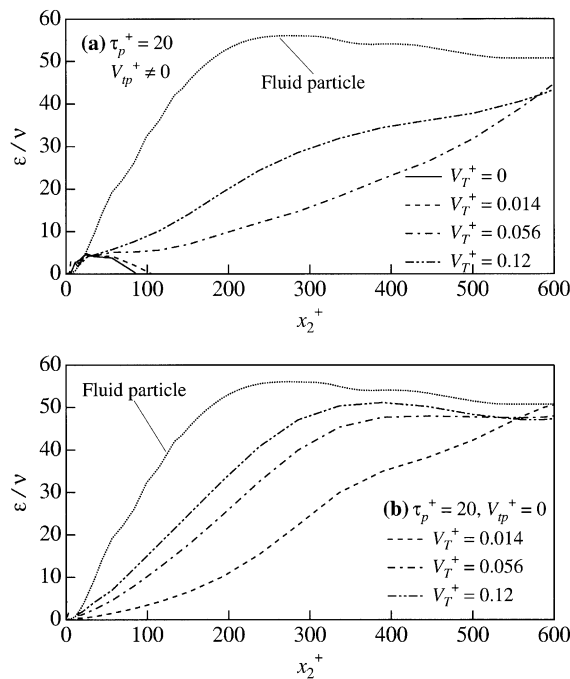 60
50
40
30
20
10
0
ε/ν
(a) τp+ = 20
Vtp+ ≠ 0
Fluid particle
VT+ = 0
VT+ = 0.014
VT+ = 0.056
VT+ = 0.12
0 100 200 300 400 500 600
x2+
60
50
40
30
20
10
0
ε/ν
Fluid particle
(b) τp+ = 20, Vtp+ = 0
VT+ = 0.014
VT+ = 0.056
VT+ = 0.12
0 100 200 300 400 500 600
x2+